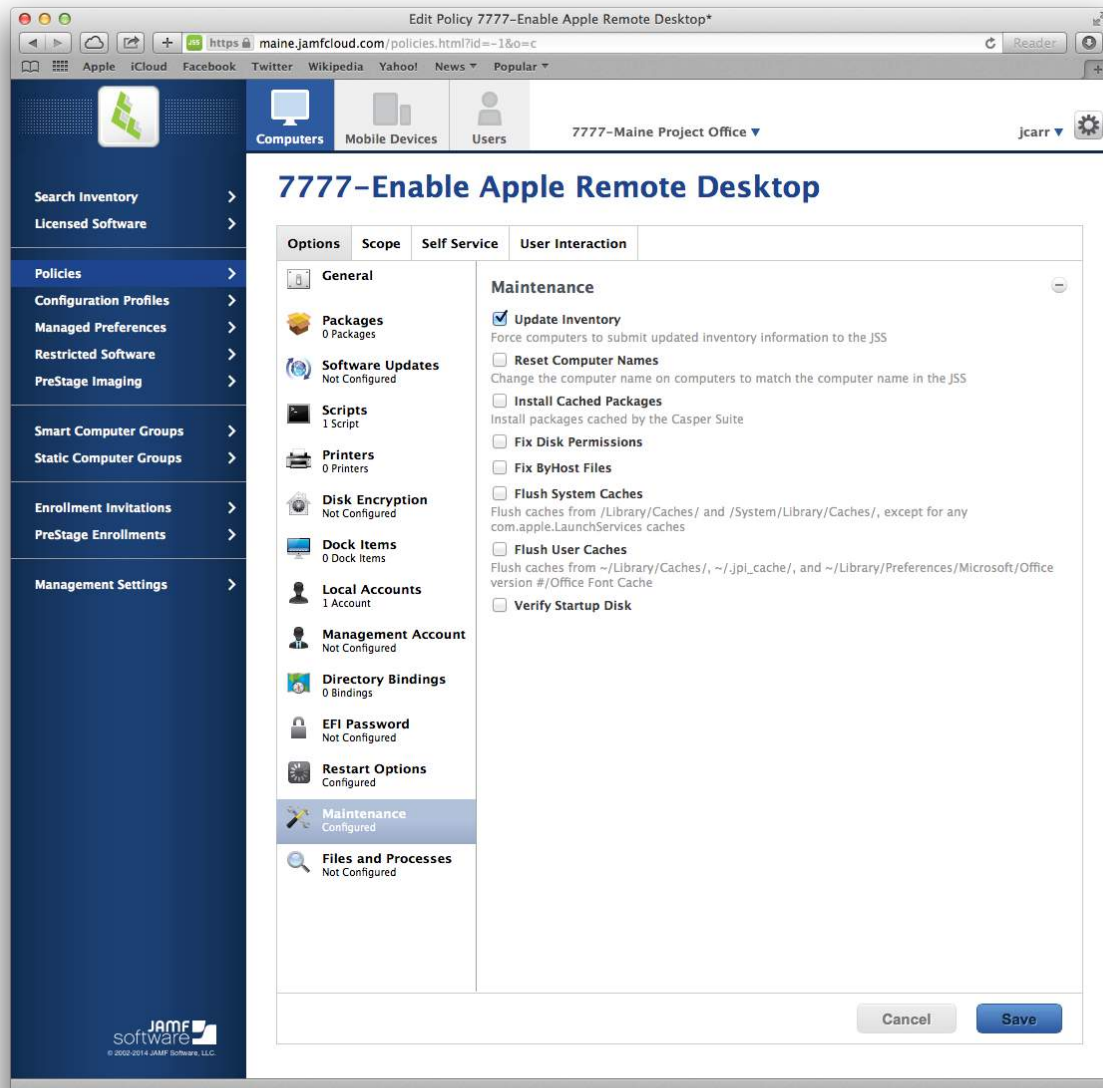 Edit Policy 7777-Enable Apple Remote Desktop*
JSS https maine.jamfcloud.com/policies.html?id=-1&o=c Reader
Apple iCloud Facebook Twitter Wikipedia Yahoo! News Popular
Computers Mobile Devices Users 7777-Maine Project Office jcarr
7777-Enable Apple Remote Desktop
Search Inventory
Licensed Software
Policies
Configuration Profiles
Managed Preferences
Restricted Software
PreStage Imaging
Smart Computer Groups
Static Computer Groups
Enrollment Invitations
PreStage Enrollments
Management Settings
JAMF
software
© 2002-2014 JAMF Software, LLC.
Options Scope Self Service User Interaction
General
Packages
0 Packages
Software Updates
Not Configured
Scripts
1 Script
Printers
0 Printers
Disk Encryption
Not Configured
Dock Items
0 Dock Items
Local Accounts
1 Account
Management Account
Not Configured
Directory Bindings
0 Bindings
EFI Password
Not Configured
Restart Options
Configured
Maintenance
Configured
Files and Processes
Not Configured
Maintenance
Update Inventory
Force computers to submit updated inventory information to the JSS
Reset Computer Names
Change the computer name on computers to match the computer name in the JSS
Install Cached Packages
Install packages cached by the Casper Suite
Fix Disk Permissions
Fix ByHost Files
Flush System Caches
Flush caches from /Library/Caches/ and /System/Library/Caches/, except for any
com.apple.LaunchServices caches
Flush User Caches
Flush caches from ~/Library/Caches/, ~/.jpi_cache/, and ~/Library/Preferences/Microsoft/Office
version #/Office Font Cache
Verify Startup Disk
Cancel Save